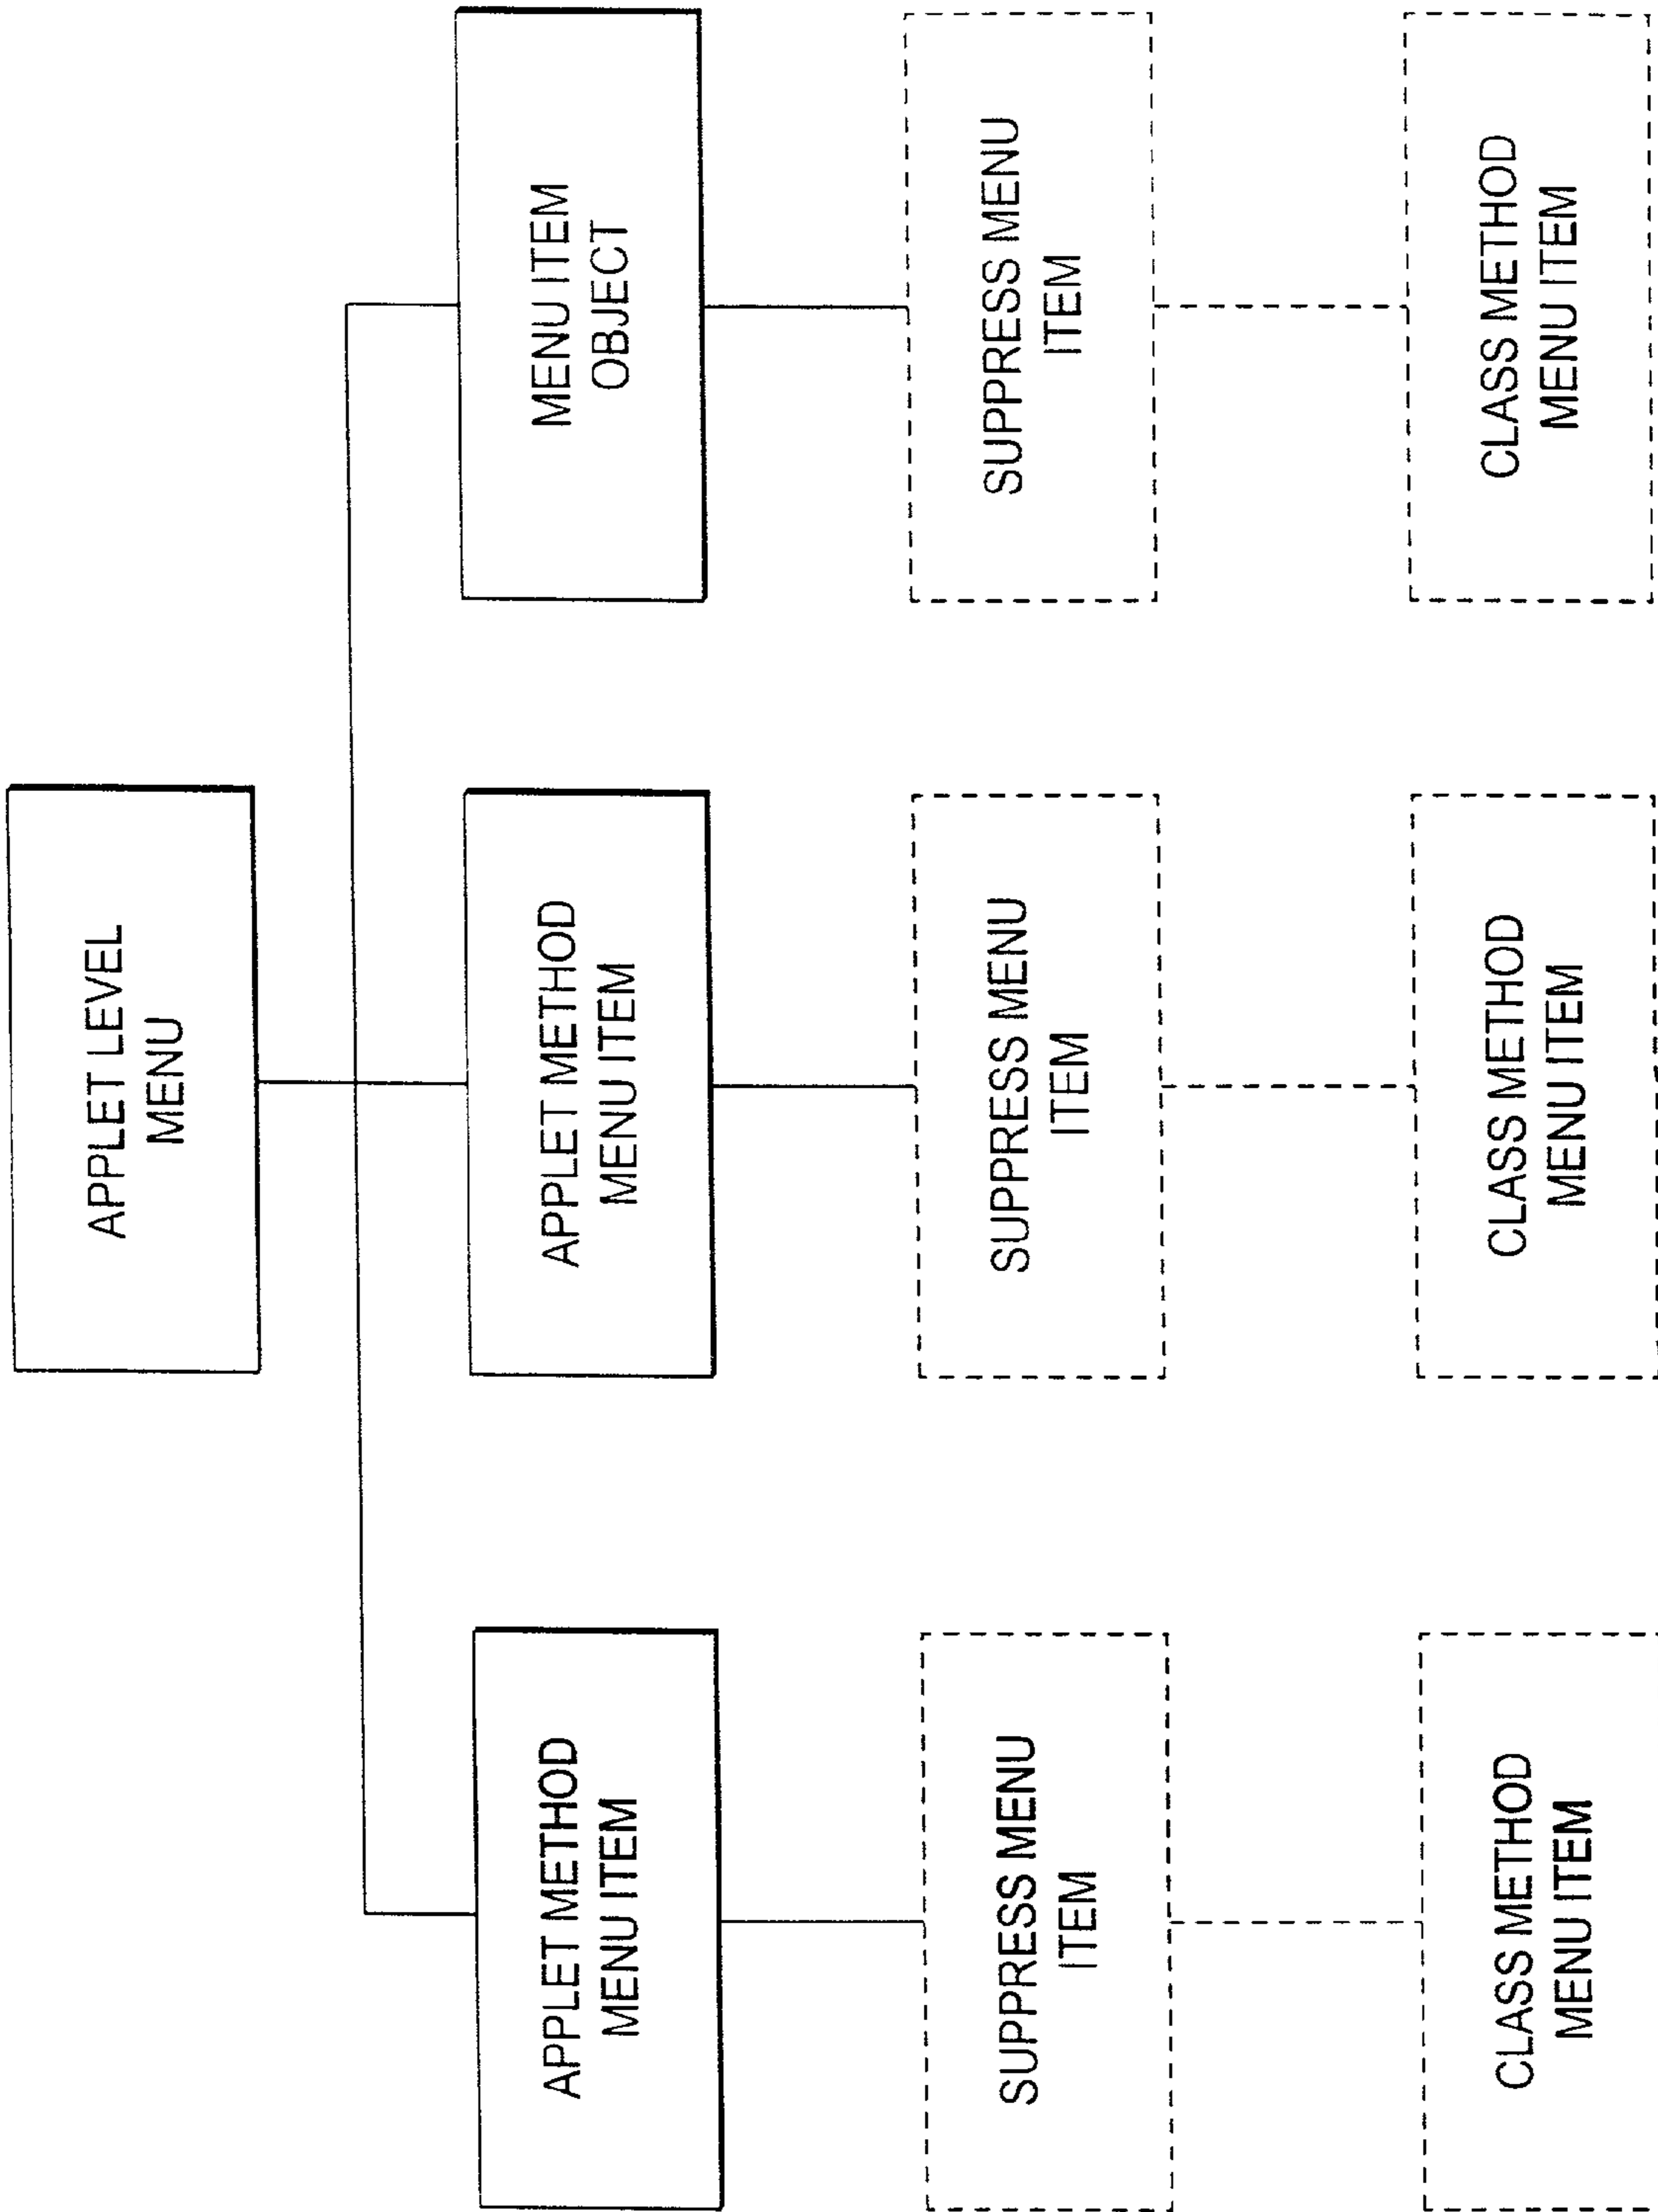 APPLET LEVEL
MENU
APPLET METHOD
MENU ITEM
APPLET METHOD
MENU ITEM
MENU ITEM
OBJECT
SUPPRESS MENU
ITEM
SUPPRESS MENU
ITEM
SUPPRESS MENU
ITEM
CLASS METHOD
MENU ITEM
CLASS METHOD
MENU ITEM
CLASS METHOD
MENU ITEM